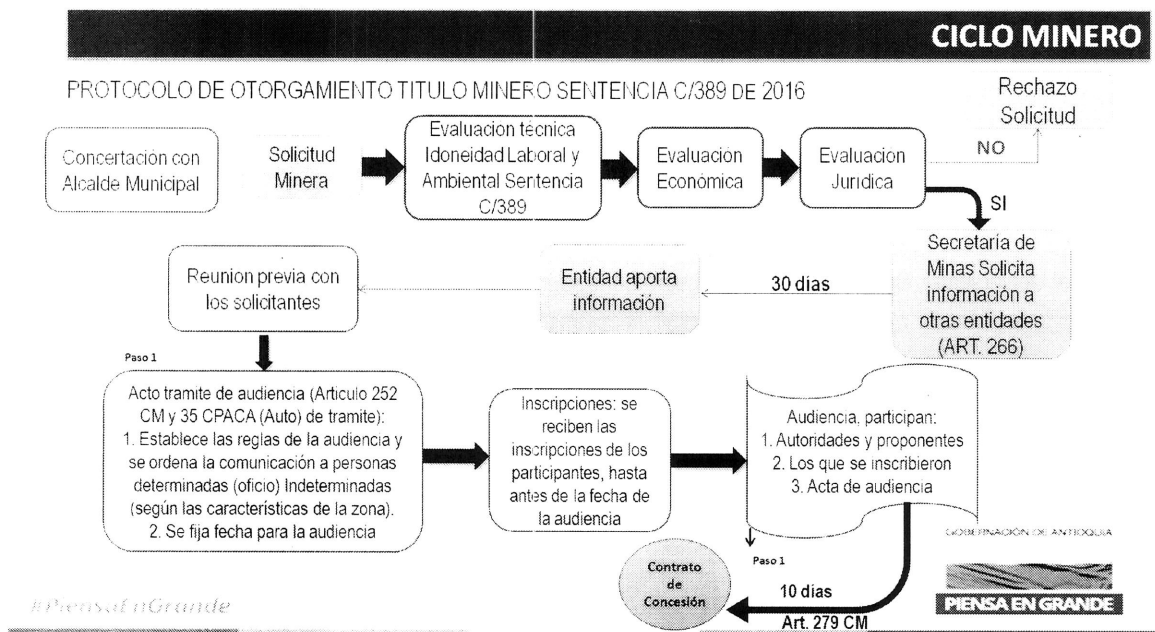 CICLO MINERO
PROTOCOLO DE OTORGAMIENTO TITULO MINERO SENTENCIA C/389 DE 2016
Rechazo
Solicitud
Concertación con
Alcalde Municipal
Solicitud
Minera
Evaluacion técnica
Idoneidad Laboral y
Ambiental Sentencia
C/389
Evaluación
Económica
Evaluacion
Jurídica
NO
SI
Secretaría de
Minas Solicita
información a
otras entidades
(ART. 266)
30 días
Entidad aporta
información
Reunion previa con
los solicitantes
Paso 1
Acto tramite de audiencia (Articulo 252
CM y 35 CPACA (Auto) de tramite):
1. Establece las reglas de la audiencia y
se ordena la comunicación a personas
determinadas (oficio) Indeterminadas
(según las características de la zona).
2. Se fija fecha para la audiencia
Inscripciones: se
reciben las
inscripciones de los
participantes, hasta
antes de la fecha de
la audiencia
Audiencia, participan:
1. Autoridades y proponentes
2. Los que se inscribieron
3. Acta de audiencia
Paso 1
10 días
Art. 279 CM
Contrato
de
Concesión
GOBERNACIÓN DE ANTIOQUIA
PIENSA EN GRANDE
#PiensaEnGrande